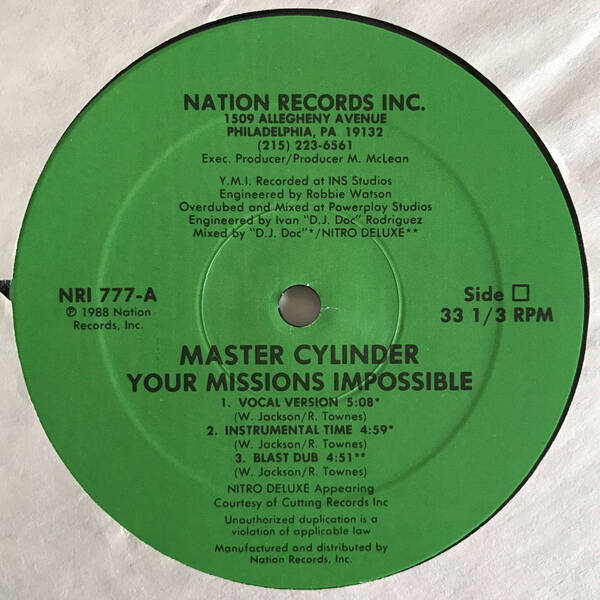 NATION RECORDS INC.
1509 ALLEGHENY AVENUE
PHILADELPHIA, PA 19132
(215) 223-6561
Exec. Producer/Producer M. McLean
Y.M.I. Recorded at INS Studios
Engineered by Robbie Watson
Overdubed and Mixed at Powerplay Studios
Engineered by Ivan "D.J. Doc" Rodriguez
Mixed by "D.J. Doc"*/NITRO DELUXE**
NRI 777-A
℗ 1988 Nation
Records, Inc.
Side □
33 1/3 RPM
MASTER CYLINDER
YOUR MISSIONS IMPOSSIBLE
1. VOCAL VERSION 5:08*
(W. Jackson/R. Townes)
2. INSTRUMENTAL TIME 4:59*
(W. Jackson/R. Townes)
3. BLAST DUB 4:51**
(W. Jackson/R. Townes)
NITRO DELUXE Appearing
Courtesy of Cutting Records Inc
Unauthorized duplication is a
violation of applicable law
Manufactured and distributed by
Nation Records, Inc.